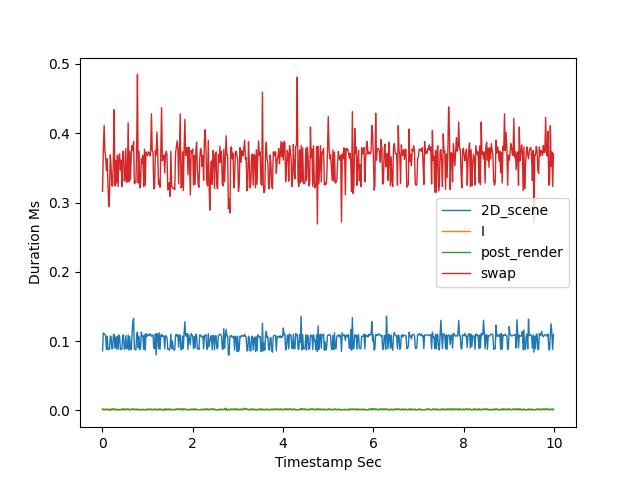 0.5
0.4
0.3
0.2
0.1
0.0
Duration Ms
2D_scene
I
post_render
swap
0
2
4
6
8
10
Timestamp Sec